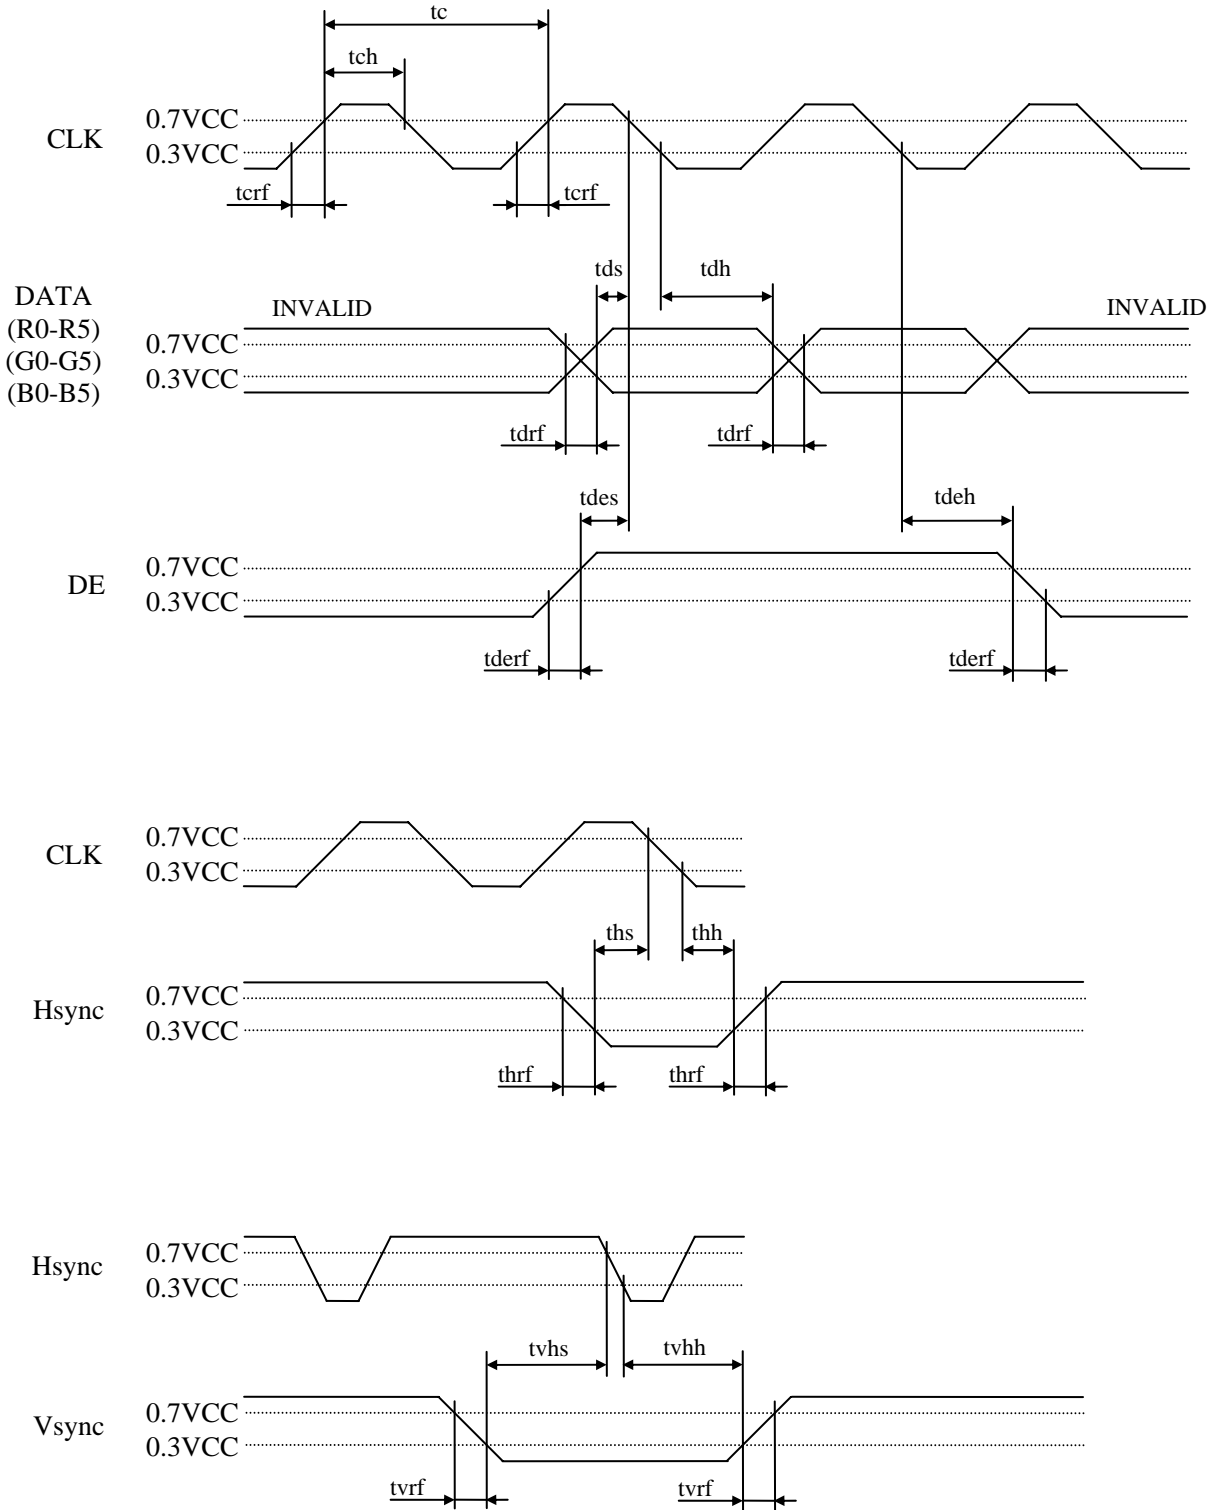 tc
tch
0.7VCC
CLK
0.3VCC
tcrf
tcrf
tds
tdh
DATA
(R0-R5)
(G0-G5)
(B0-B5)
INVALID
INVALID
0.7VCC
0.3VCC
tdrf
tdrf
tdes
tdeh
0.7VCC
DE
0.3VCC
tderf
tderf
0.7VCC
CLK
0.3VCC
ths
thh
0.7VCC
Hsync
0.3VCC
thrf
thrf
0.7VCC
Hsync
0.3VCC
tvhs
tvhh
0.7VCC
Vsync
0.3VCC
tvrf
tvrf